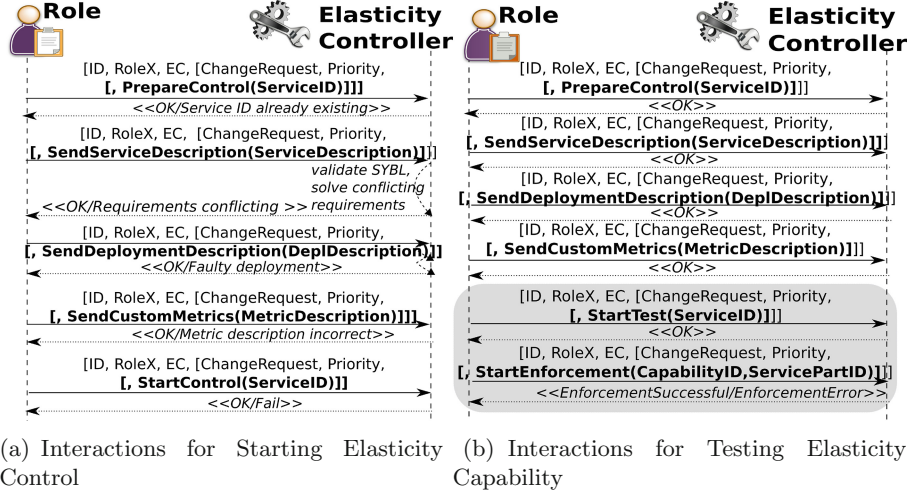 Role
Elasticity
Controller
[ID, RoleX, EC, [ChangeRequest, Priority,
[, PrepareControl(ServiceID)]]]
<<OK/Service ID already existing>>
[ID, RoleX, EC,  [ChangeRequest, Priority,
[, SendServiceDescription(ServiceDescription)]]]
validate SYBL,
solve conflicting
requirements
<<OK/Requirements conflicting >>
[ID, RoleX, EC, [ChangeRequest, Priority,
[, SendDeploymentDescription(DeplDescription)]]]
<<OK/Faulty deployment>>
[ID, RoleX, EC, [ChangeRequest, Priority,
[, SendCustomMetrics(MetricDescription)]]]
<<OK/Metric description incorrect>>
[ID, RoleX, EC, [ChangeRequest, Priority,
[, StartControl(ServiceID)]]
<<OK/Fail>>
(a) Interactions for Starting Elasticity
Control
Role
Elasticity
Controller
[ID, RoleX, EC, [ChangeRequest, Priority,
[, PrepareControl(ServiceID)]]]
<<OK>>
[ID, RoleX, EC, [ChangeRequest, Priority,
[, SendServiceDescription(ServiceDescription)]]]
<<OK>>
[ID, RoleX, EC, [ChangeRequest, Priority,
[, SendDeploymentDescription(DeplDescription)]]]
<<OK>>
[ID, RoleX, EC, [ChangeRequest, Priority,
[, SendCustomMetrics(MetricDescription)]]]
<<OK>>
[ID, RoleX, EC, [ChangeRequest, Priority,
[, StartTest(ServiceID)]]]
<<OK>>
[ID, RoleX, EC, [ChangeRequest, Priority,
[, StartEnforcement(CapabilityID,ServicePartID)]]]
<<EnforcementSuccessful/EnforcementError>>
(b) Interactions for Testing Elasticity
Capability